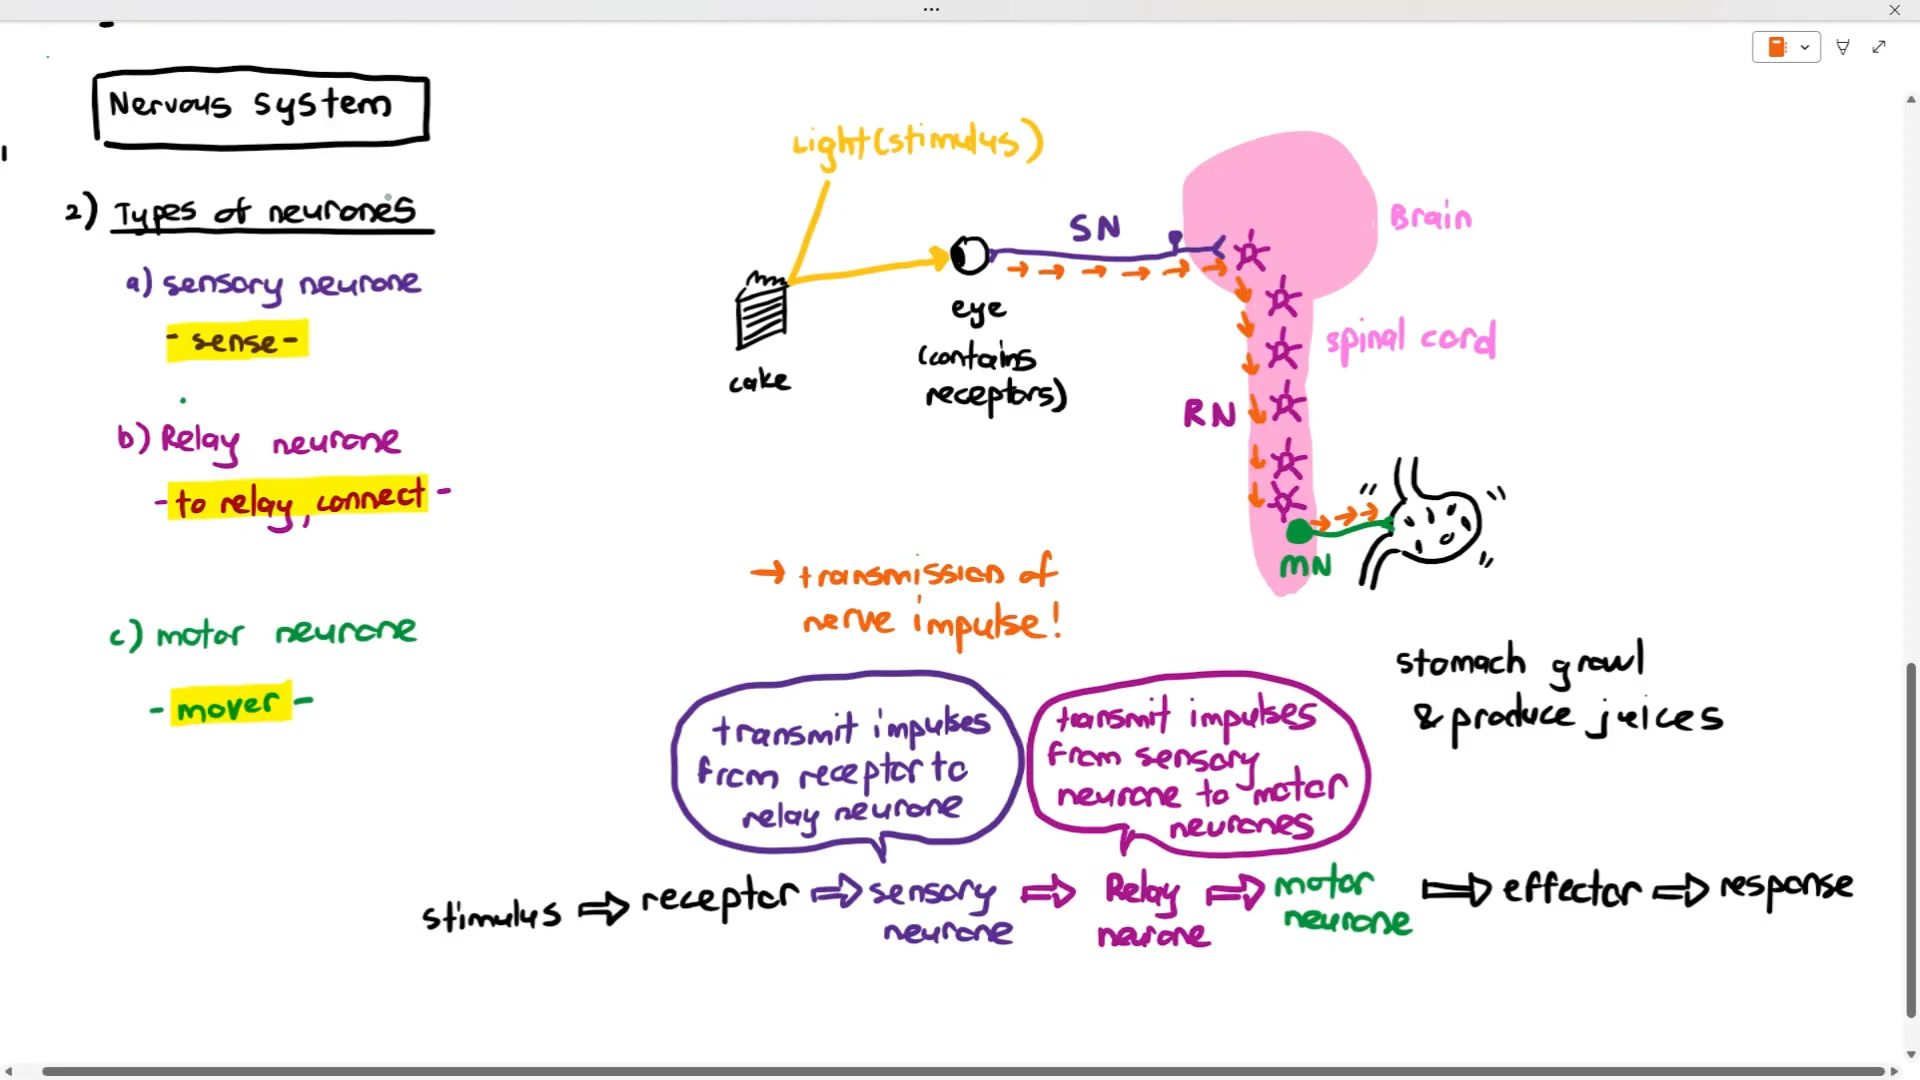 Nervous system
2) Types of neurones
a) sensory neurone
- sense -
b) Relay neurone
- to relay, connect -
c) motor neurone
- mover -
Light (stimulus)
cake
eye
(contains
receptors)
SN
Brain
spinal cord
RN
MN
→ transmission of
nerve impulse!
stomach growl
& produce juices
transmit impulses
from receptor to
relay neurone
transmit impulses
from sensory
neurone to motor
neurones
stimulus ⇒ receptor ⇒ sensory neurone ⇒ Relay neurone ⇒ motor neurone ⇒ effector ⇒ response